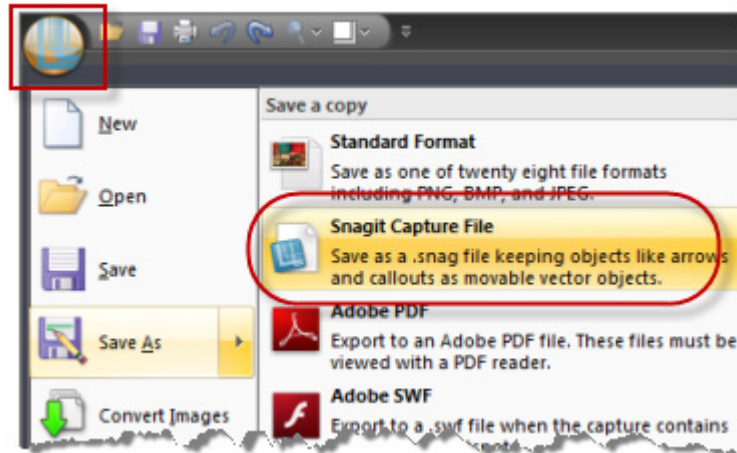 New
Open
Save
Save As
Convert Images
Save a copy
Standard Format
Save as one of twenty eight file formats
including PNG, BMP, and JPEG.
Snagit Capture File
Save as a .snag file keeping objects like arrows
and callouts as movable vector objects.
Adobe PDF
Export to an Adobe PDF file. These files must be
viewed with a PDF reader.
Adobe SWF
Export to a .swf file when the capture contains